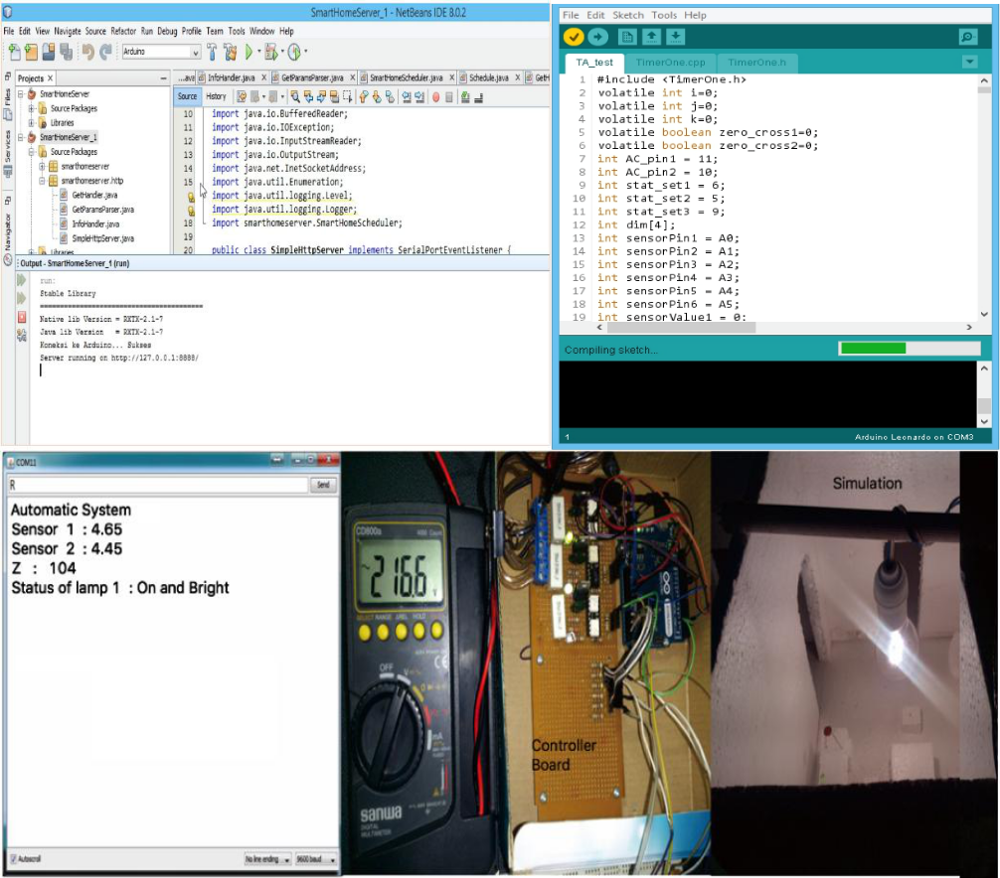 SmartHomeServer_1 - NetBeans IDE 8.0.2
File Edit View Navigate Source Refactor Run Debug Profile Team Tools Window Help
Arduino
Projects X
Files
Services
Navigator
SmartHomeServer
Source Packages
Libraries
SmartHomeServer_1
Source Packages
smarthomeserver
smarthomeserver.http
GetHandler.java
GetParamsParser.java
InfoHandler.java
SimpleHttpServer.java
Libraries
...ava InfoHandler.java X GetParamsParser.java X SmartHomeScheduler.java X Schedule.java X GetH
Source History
10 import java.io.BufferedReader;
11 import java.io.IOException;
12 import java.io.InputStreamReader;
13 import java.io.OutputStream;
14 import java.net.InetSocketAddress;
15 import java.util.Enumeration;
import java.util.logging.Level;
import java.util.logging.Logger;
18 import smarthomeserver.SmartHomeScheduler;
19
20 public class SimpleHttpServer implements SerialPortEventListener {
Output - SmartHomeServer_1 (run)
run:
Stable Library
=========================================
Native lib Version = RXTX-2.1-7
Java lib Version = RXTX-2.1-7
Koneksi ke Arduino... Sukses
Server running on http://127.0.0.1:8888/
File Edit Sketch Tools Help
TA_test TimerOne.cpp TimerOne.h
1 #include <TimerOne.h>
2 volatile int i=0;
3 volatile int j=0;
4 volatile int k=0;
5 volatile boolean zero_cross1=0;
6 volatile boolean zero_cross2=0;
7 int AC_pin1 = 11;
8 int AC_pin2 = 10;
9 int stat_set1 = 6;
10 int stat_set2 = 5;
11 int stat_set3 = 9;
12 int dim[4];
13 int sensorPin1 = A0;
14 int sensorPin2 = A1;
15 int sensorPin3 = A2;
16 int sensorPin4 = A3;
17 int sensorPin5 = A4;
18 int sensorPin6 = A5;
19 int sensorValue1 = 0;
Compiling sketch...
1 Arduino Leonardo on COM3
COM11
R Send
Automatic System
Sensor 1 : 4.65
Sensor 2 : 4.45
Z : 104
Status of lamp 1 : On and Bright
Autoscroll No line ending 9600 baud
CD800a
~ 216.6 V
SELECT RANGE ΔREL HOLD
CE
OFF V
mA
sanwa
DIGITAL
MULTIMETER
Controller
Board
Simulation